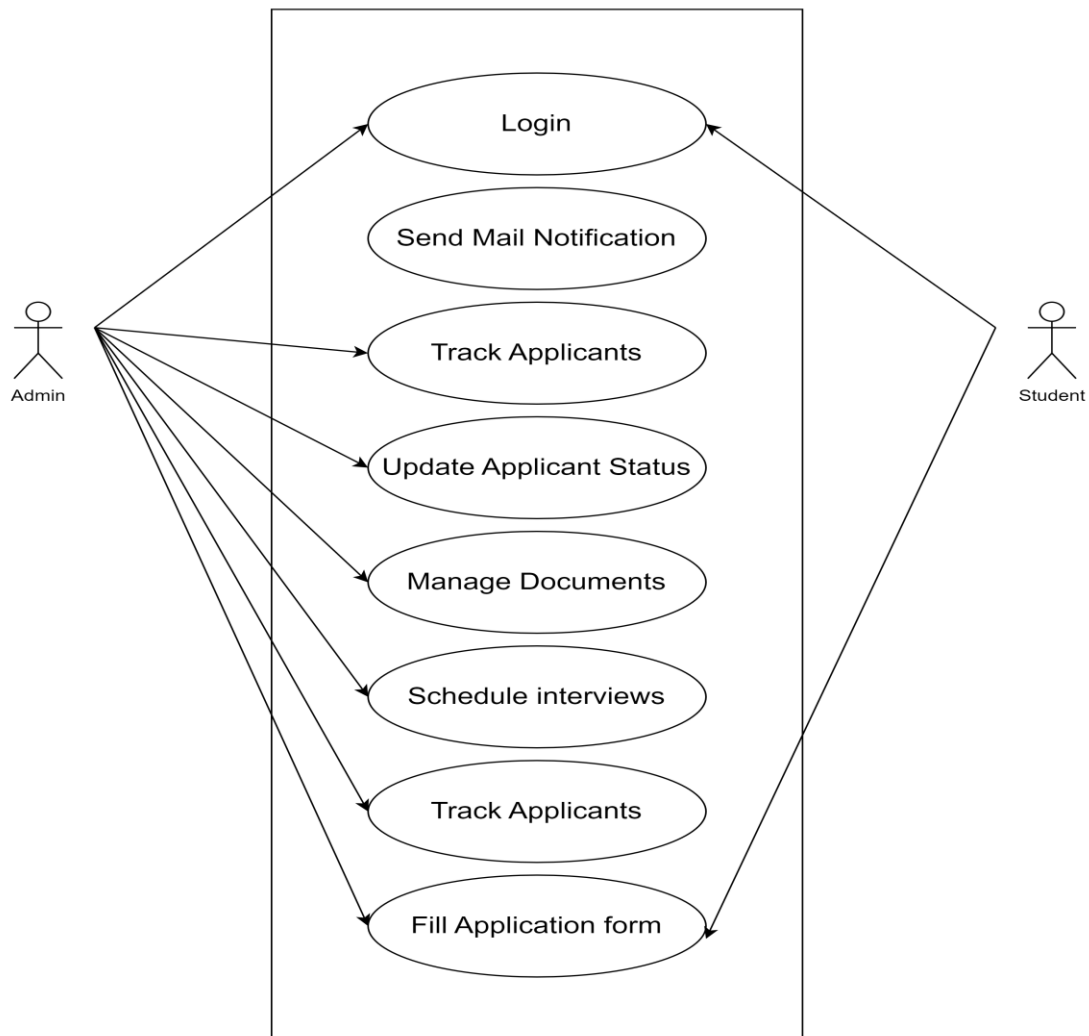 Login
Send Mail Notification
Track Applicants
Admin
Student
Update Applicant Status
Manage Documents
Schedule interviews
Track Applicants
Fill Application form